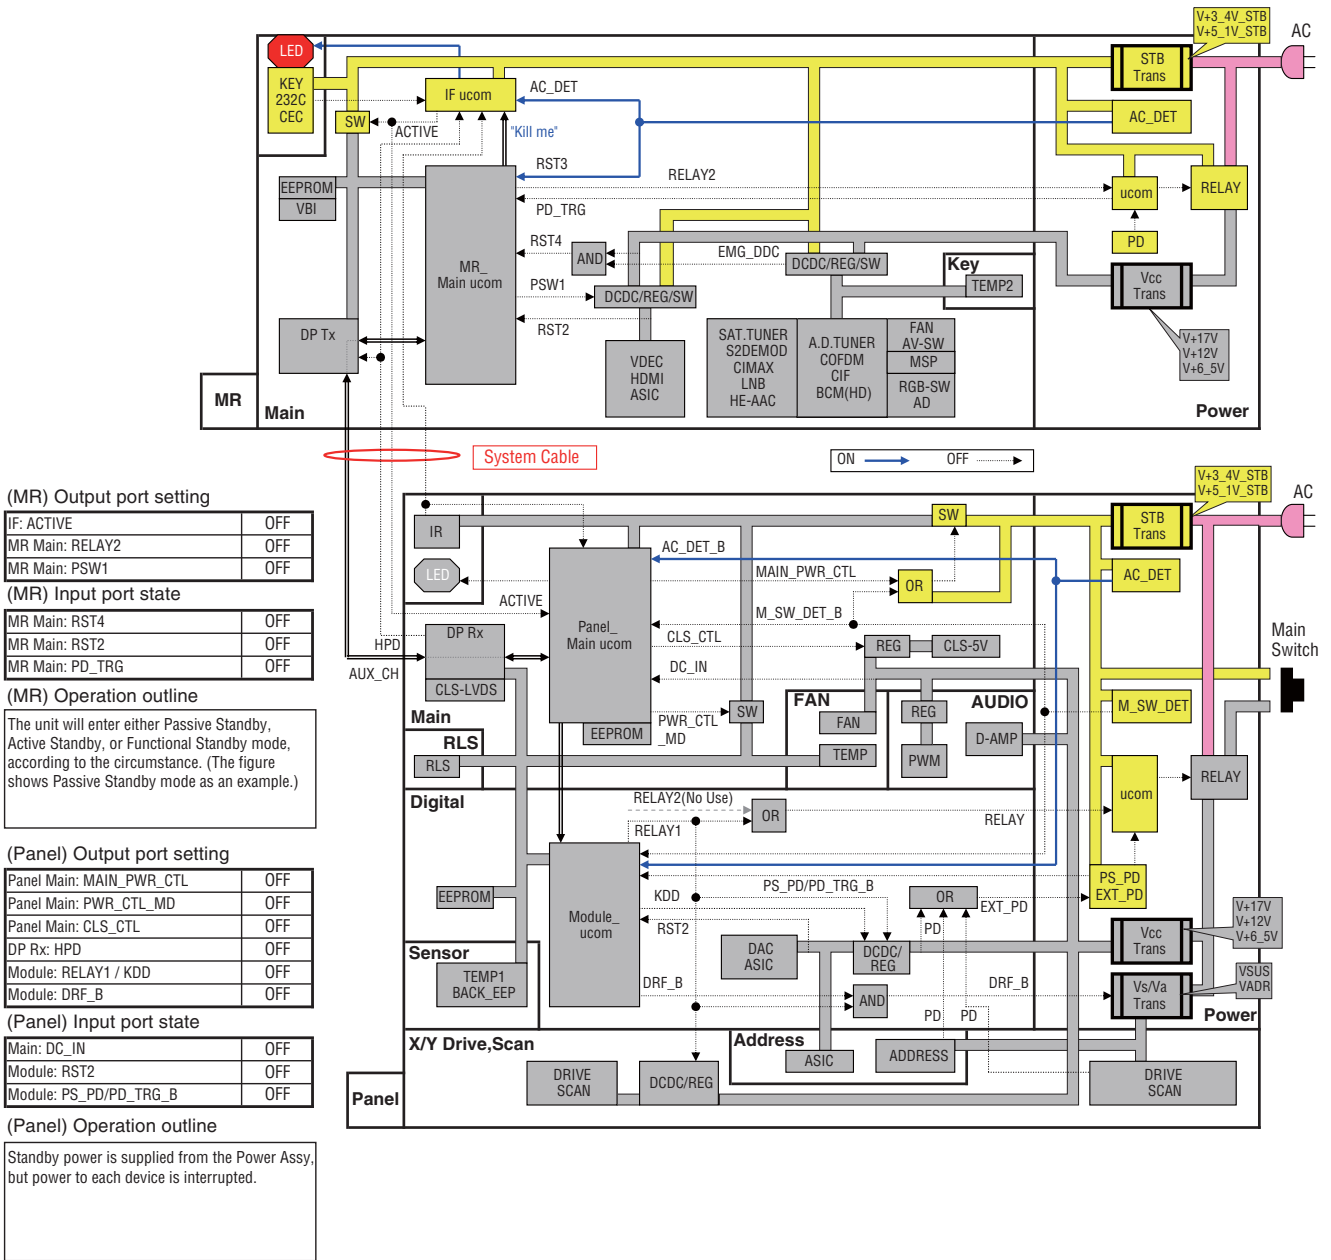 V+3_4V_STB
V+5_1V_STB
AC
LED
KEY
232C
CEC
SW
IF ucom
ACTIVE
AC_DET
"Kill me"
STB
Trans
AC_DET
RST3
RELAY2
PD_TRG
ucom
RELAY
PD
EEPROM
VBI
MR_
Main ucom
RST4
AND
EMG_DDC
DCDC/REG/SW
PSW1
DCDC/REG/SW
RST2
Key
TEMP2
Vcc
Trans
V+17V
V+12V
V+6_5V
DP Tx
VDEC
HDMI
ASIC
SAT.TUNER
S2DEMOD
CIMAX
LNB
HE-AAC
A.D.TUNER
COFDM
CIF
BCM(HD)
FAN
AV-SW
MSP
RGB-SW
AD
MR
Main
Power
System Cable
ON
OFF
(MR) Output port setting
IF: ACTIVE OFF
MR Main: RELAY2 OFF
MR Main: PSW1 OFF
(MR) Input port state
MR Main: RST4 OFF
MR Main: RST2 OFF
MR Main: PD_TRG OFF
(MR) Operation outline
The unit will enter either Passive Standby,
Active Standby, or Functional Standby mode,
according to the circumstance. (The figure
shows Passive Standby mode as an example.)
(Panel) Output port setting
Panel Main: MAIN_PWR_CTL OFF
Panel Main: PWR_CTL_MD OFF
Panel Main: CLS_CTL OFF
DP Rx: HPD OFF
Module: RELAY1 / KDD OFF
Module: DRF_B OFF
(Panel) Input port state
Main: DC_IN OFF
Module: RST2 OFF
Module: PS_PD/PD_TRG_B OFF
(Panel) Operation outline
Standby power is supplied from the Power Assy,
but power to each device is interrupted.
V+3_4V_STB
V+5_1V_STB
AC
IR
LED
SW
STB
Trans
AC_DET_B
MAIN_PWR_CTL
OR
AC_DET
ACTIVE
M_SW_DET_B
Panel_
Main ucom
HPD
AUX_CH
DP Rx
CLS-LVDS
CLS_CTL
REG
CLS-5V
DC_IN
Main
Switch
M_SW_DET
Main
EEPROM
PWR_CTL
_MD
SW
FAN
FAN
TEMP
REG
PWM
AUDIO
D-AMP
RLS
RLS
ucom
RELAY
Digital
RELAY2(No Use)
RELAY1
OR
RELAY
EEPROM
Module_
ucom
KDD
RST2
PS_PD/PD_TRG_B
OR
EXT_PD
PD
PS_PD
EXT_PD
V+17V
V+12V
V+6_5V
Vcc
Trans
DAC
ASIC
DCDC/
REG
Sensor
TEMP1
BACK_EEP
DRF_B
AND
DRF_B
Vs/Va
Trans
VSUS
VADR
Power
PD
PD
X/Y Drive,Scan
Address
ASIC
ADDRESS
DRIVE
SCAN
DCDC/REG
DRIVE
SCAN
Panel